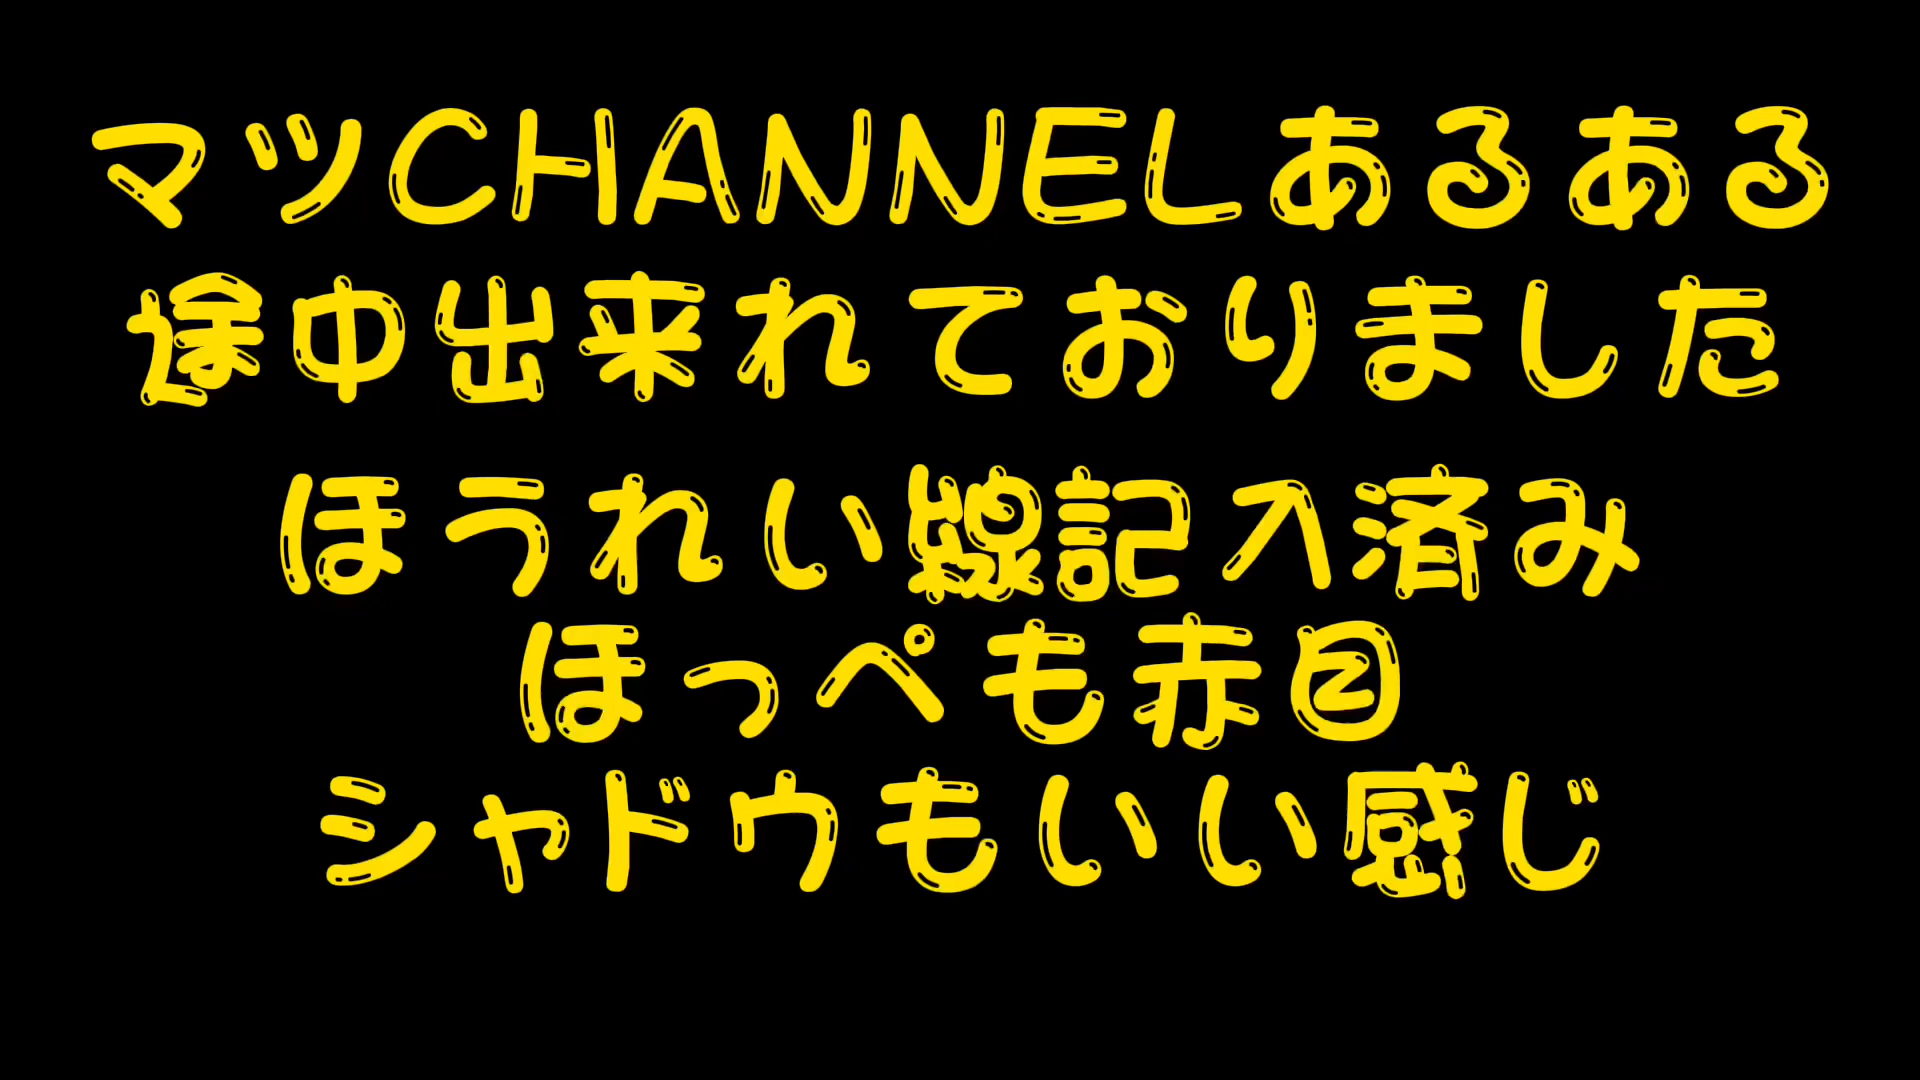 マツCHANNELあるある
途中出来れておりました
ほうれい線記入済み
ほっぺも赤目
シャドウもいい感じ